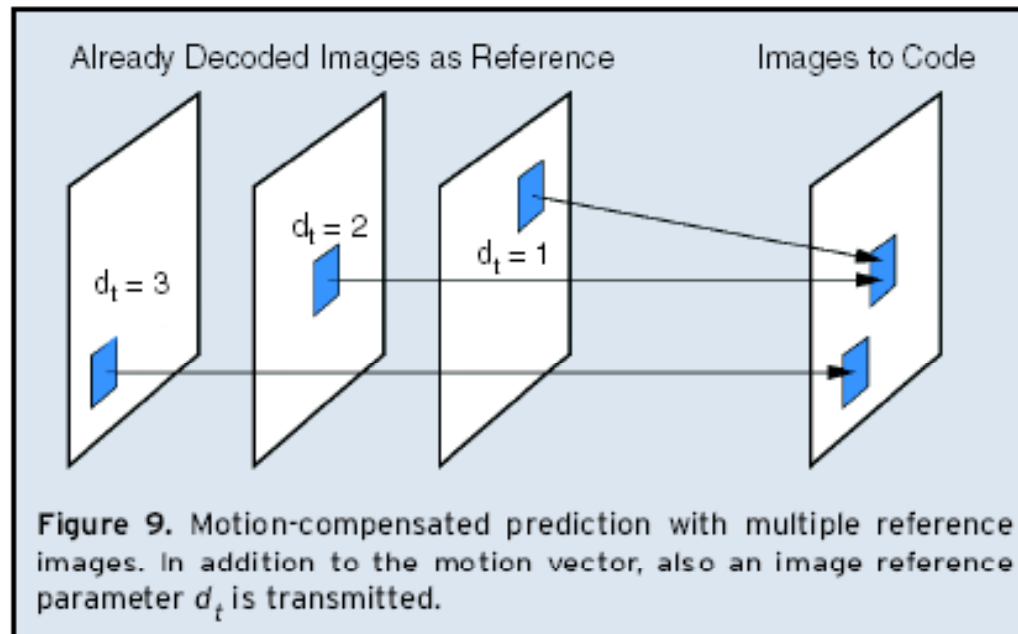 Already Decoded Images as Reference
Images to Code
dt = 2
dt = 1
dt = 3
Figure 9. Motion-compensated prediction with multiple reference
images. In addition to the motion vector, also an image reference
parameter dt is transmitted.